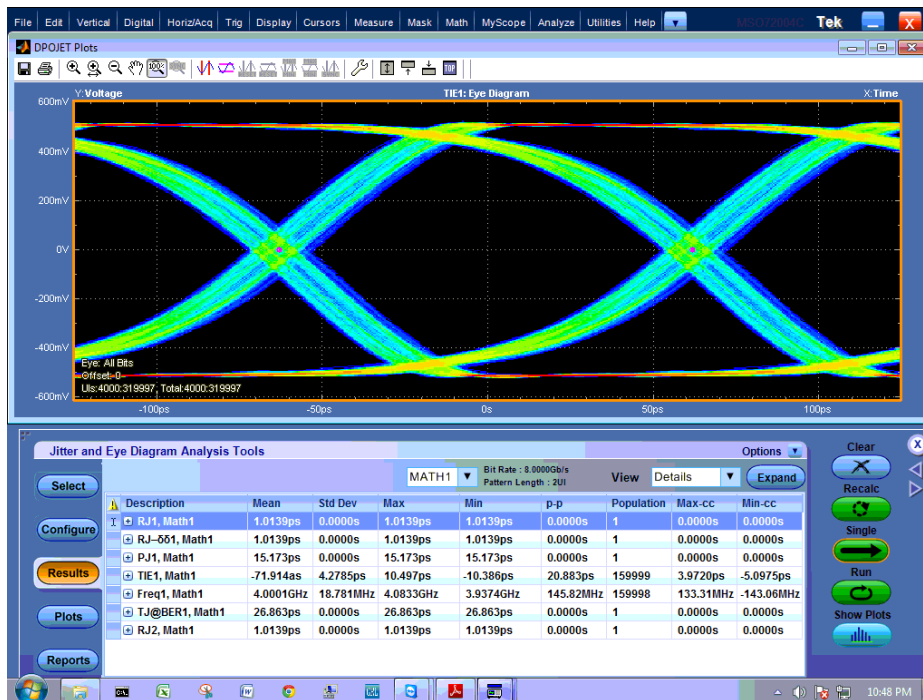 File Edit Vertical Digital Horiz/Acq Trig Display Cursors Measure Mask Math MyScope Analyze Utilities Help MSO72004C Tek
DPOJET Plots
100%
TOP
Y:Voltage TIE1: Eye Diagram X:Time
600mV
400mV
200mV
0V
-200mV
-400mV
-600mV
Eye: All Bits
Offset: 0
UIs:4000:319997, Total:4000:319997
-100ps -50ps 0s 50ps 100ps
Jitter and Eye Diagram Analysis Tools Options
Clear
Select
MATH1 Bit Rate : 8.0000Gb/s
Pattern Length : 2UI
View Details Expand
Recalc
Description Mean Std Dev Max Min p-p Population Max-cc Min-cc
RJ1, Math1 1.0139ps 0.0000s 1.0139ps 1.0139ps 0.0000s 1 0.0000s 0.0000s
Configure
Single
RJ–δδ1, Math1 1.0139ps 0.0000s 1.0139ps 1.0139ps 0.0000s 1 0.0000s 0.0000s
PJ1, Math1 15.173ps 0.0000s 15.173ps 15.173ps 0.0000s 1 0.0000s 0.0000s
Results
TIE1, Math1 -71.914as 4.2785ps 10.497ps -10.386ps 20.883ps 159999 3.9720ps -5.0975ps
Run
Freq1, Math1 4.0001GHz 18.781MHz 4.0833GHz 3.9374GHz 145.82MHz 159998 133.31MHz -143.06MHz
Plots
TJ@BER1, Math1 26.863ps 0.0000s 26.863ps 26.863ps 0.0000s 1 0.0000s 0.0000s
Show Plots
RJ2, Math1 1.0139ps 0.0000s 1.0139ps 1.0139ps 0.0000s 1 0.0000s 0.0000s
Reports
10:48 PM